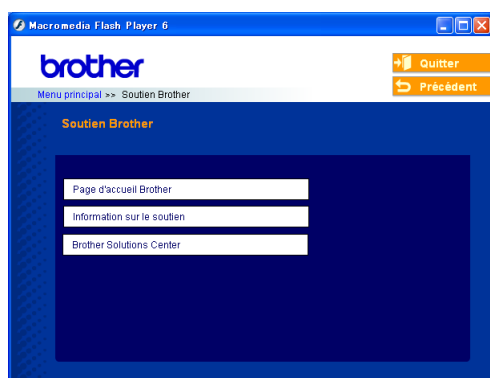 Macromedia Flash Player 6
brother
Quitter
Menu principal >> Soutien Brother
Précédent
Soutien Brother
Page d'accueil Brother
Information sur le soutien
Brother Solutions Center